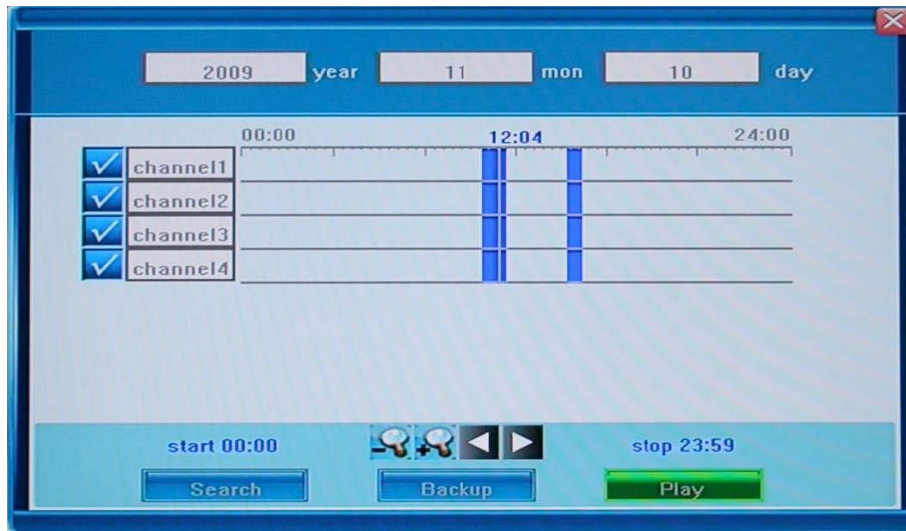 2009 year 11 mon 10 day
00:00 12:04 24:00
channel1
channel2
channel3
channel4
start 00:00 stop 23:59
Search Backup Play